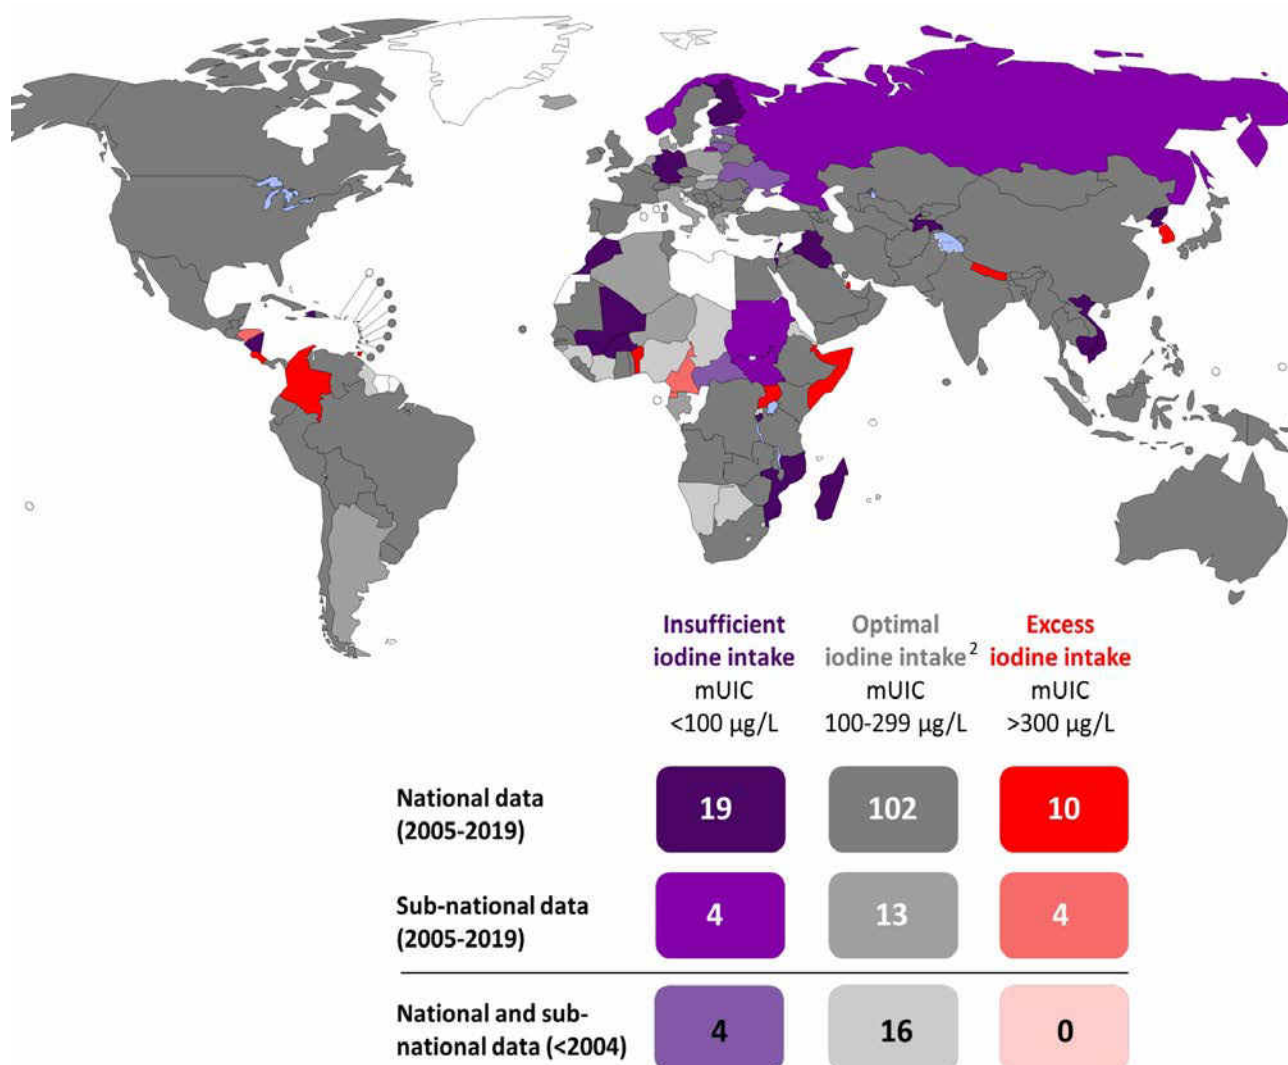 Insufficient Optimal Excess
iodine intake iodine intake² iodine intake
mUIC mUIC mUIC
<100 µg/L 100-299 µg/L >300 µg/L
National data
(2005-2019)
19 102 10
Sub-national data
(2005-2019)
4 13 4
National and sub-
national data (<2004)
4 16 0